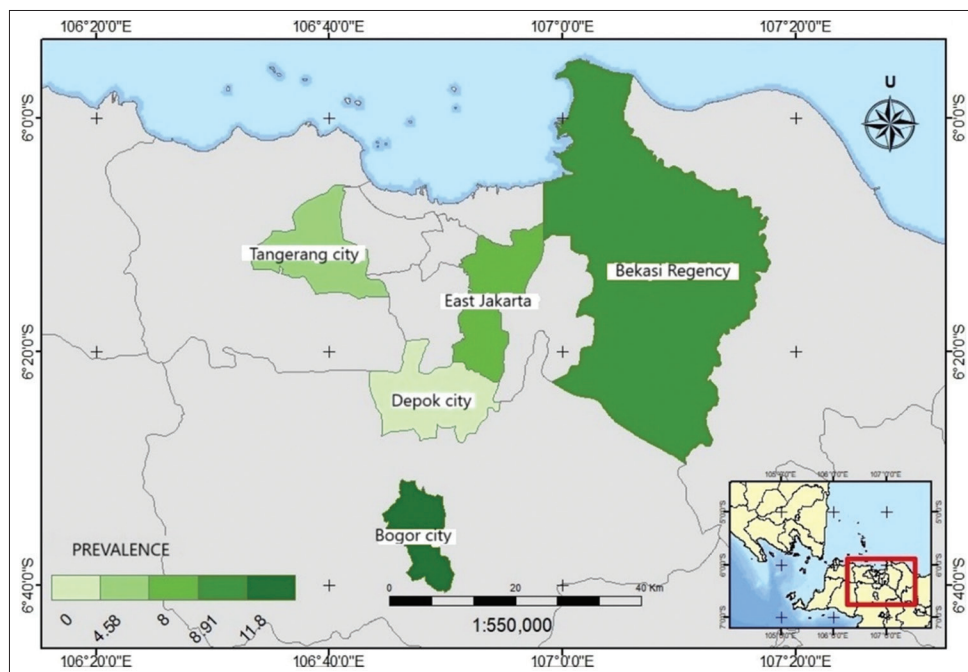 106°20'0"E 106°40'0"E 107°0'0"E 107°20'0"E
U
6°0'0"S 6°0'0"S
Tangerang city
Bekasi Regency
East Jakarta
6°20'0"S 6°20'0"S
Depok city
Bogor city
PREVALENCE
0 4.58 8 8.91 11.8
6°40'0"S 6°40'0"S
0 20 40 Km
1:550,000
106°20'0"E 106°40'0"E 107°0'0"E 107°20'0"E